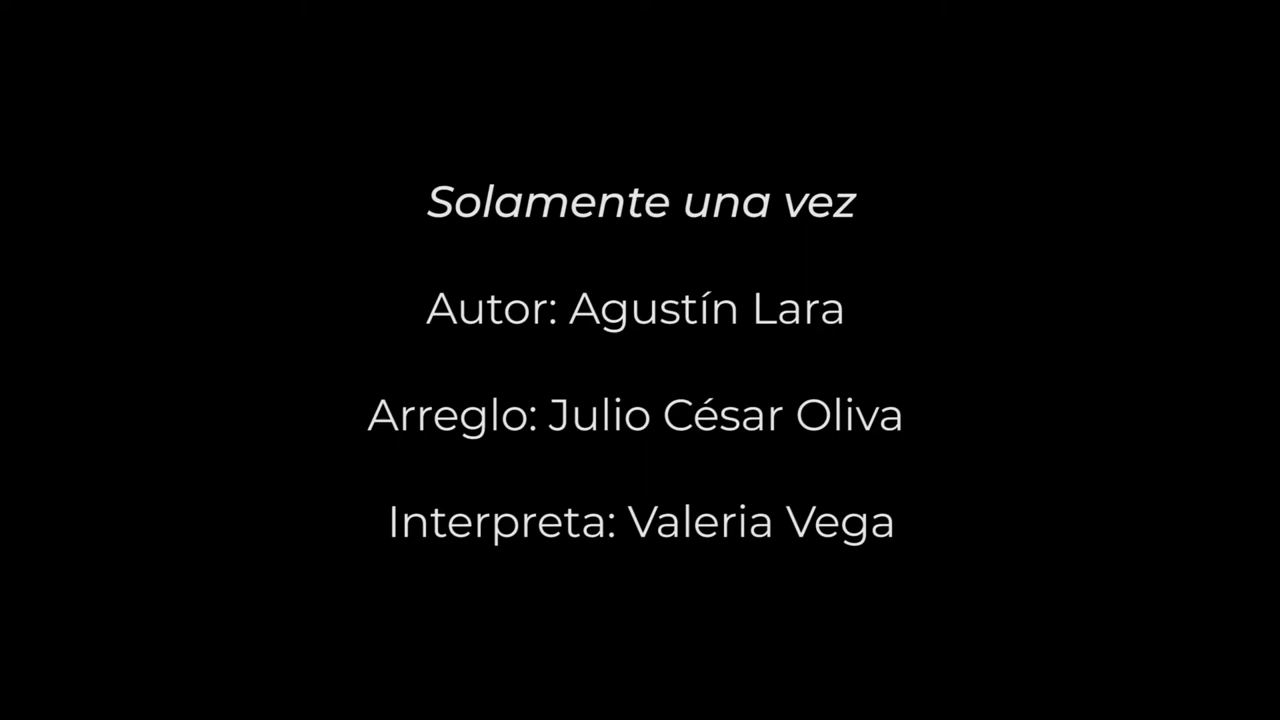 Solamente una vez
Autor: Agustín Lara
Arreglo: Julio César Oliva
Interpreta: Valeria Vega